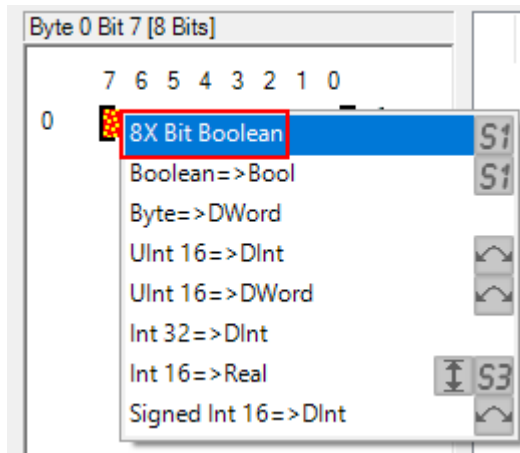 Byte 0 Bit 7 [8 Bits]
7 6 5 4 3 2 1 0
0
8X Bit Boolean S1
Boolean=>Bool S1
Byte=>DWord
UInt 16=>DInt
UInt 16=>DWord
Int 32=>DInt
Int 16=>Real S3
Signed Int 16=>DInt